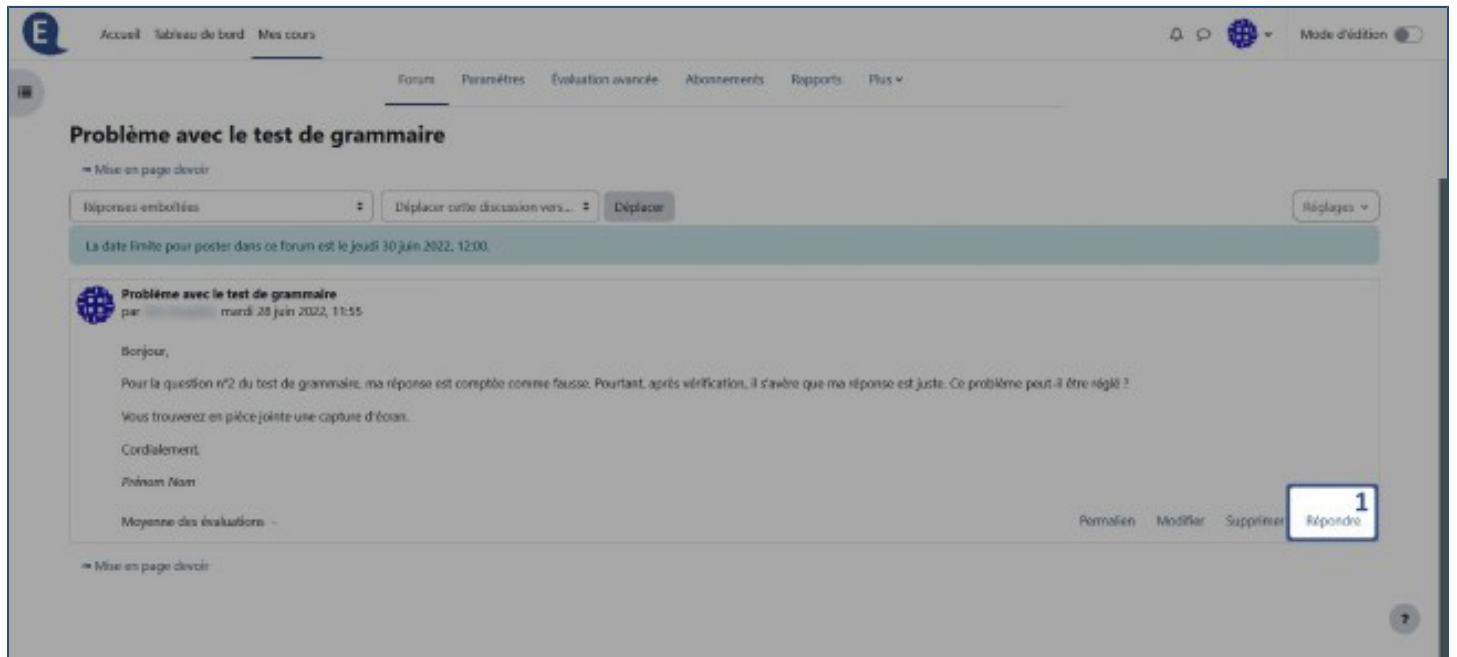 E
Accueil Tableau de bord Mes cours
Mode d'édition
Forum Paramètres Évaluation avancée Abonnements Rapports Plus
Problème avec le test de grammaire
Mise en page devoir
Réponses emboîtées Déplacer cette discussion vers... Déplacer Réglages
La date limite pour poster dans ce forum est le jeudi 30 juin 2022, 12:00.
Problème avec le test de grammaire
par mardi 28 juin 2022, 11:55
Bonjour,
Pour la question n°2 du test de grammaire, ma réponse est comptée comme fausse. Pourtant, après vérification, il s'avère que ma réponse est juste. Ce problème peut-il être réglé ?
Vous trouverez en pièce jointe une capture d'écran.
Cordialement,
Prénom Nom
1
Moyenne des évaluations - Permalien Modifier Supprimer Répondre
Mise en page devoir
?